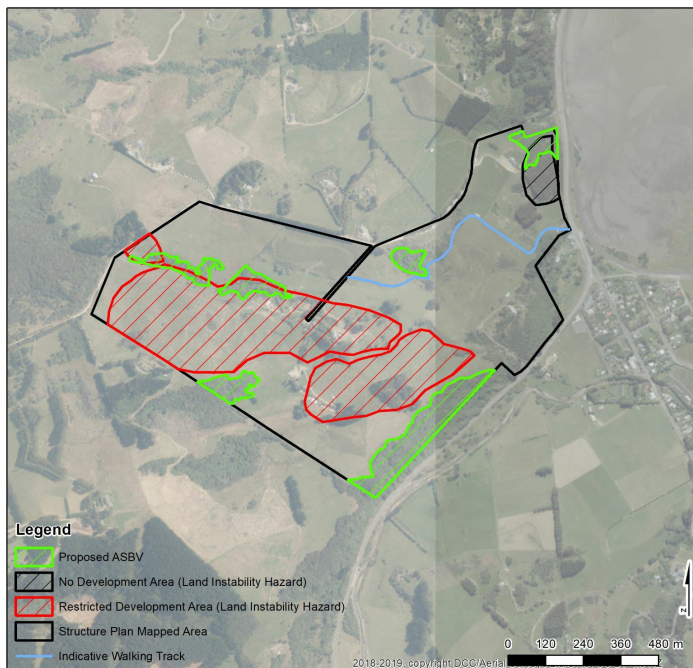 Legend
Proposed ASBV
No Development Area (Land Instability Hazard)
Restricted Development Area (Land Instability Hazard)
Structure Plan Mapped Area
Indicative Walking Track
N
0 120 240 360 480 m
2018-2019 copyright DCC/Aerial